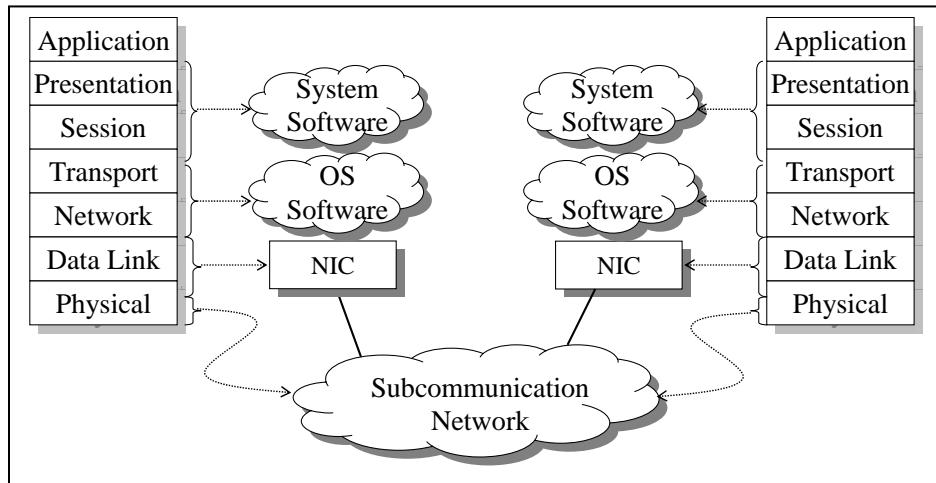 Application
Presentation
Session
Transport
Network
Data Link
Physical
System
Software
OS
Software
NIC
System
Software
OS
Software
NIC
Application
Presentation
Session
Transport
Network
Data Link
Physical
Subcommunication
Network